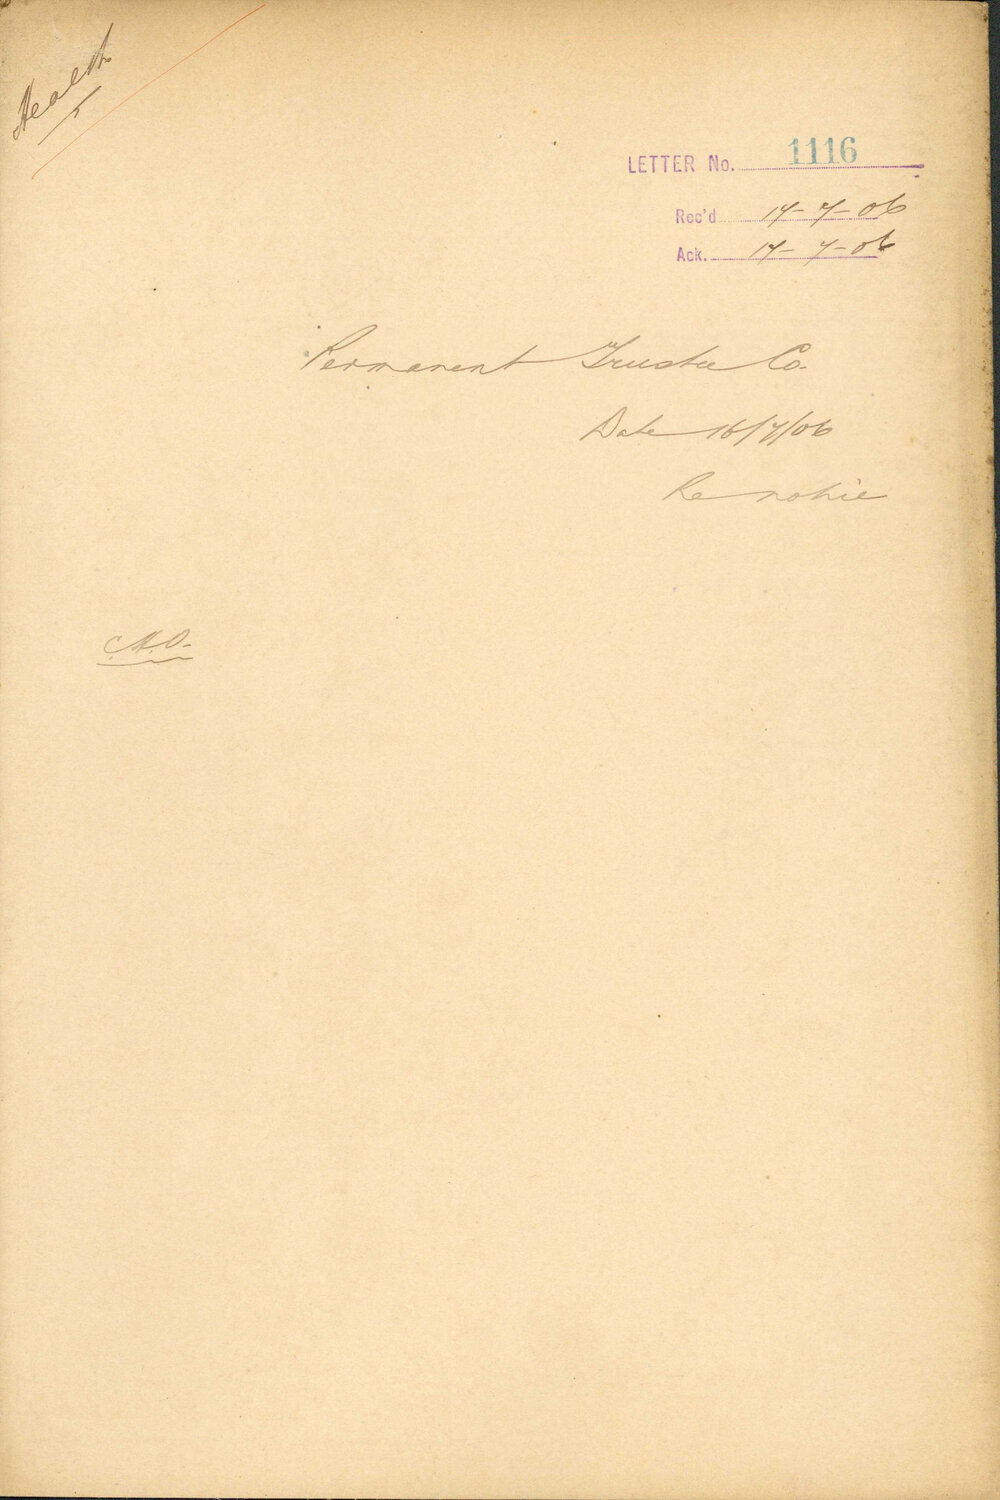 Health
LETTER No. 1116
Rec'd 17-7-06
Ack. 17-7-06
Permanent Trustee Co.
Date 16/7/06
Re notice